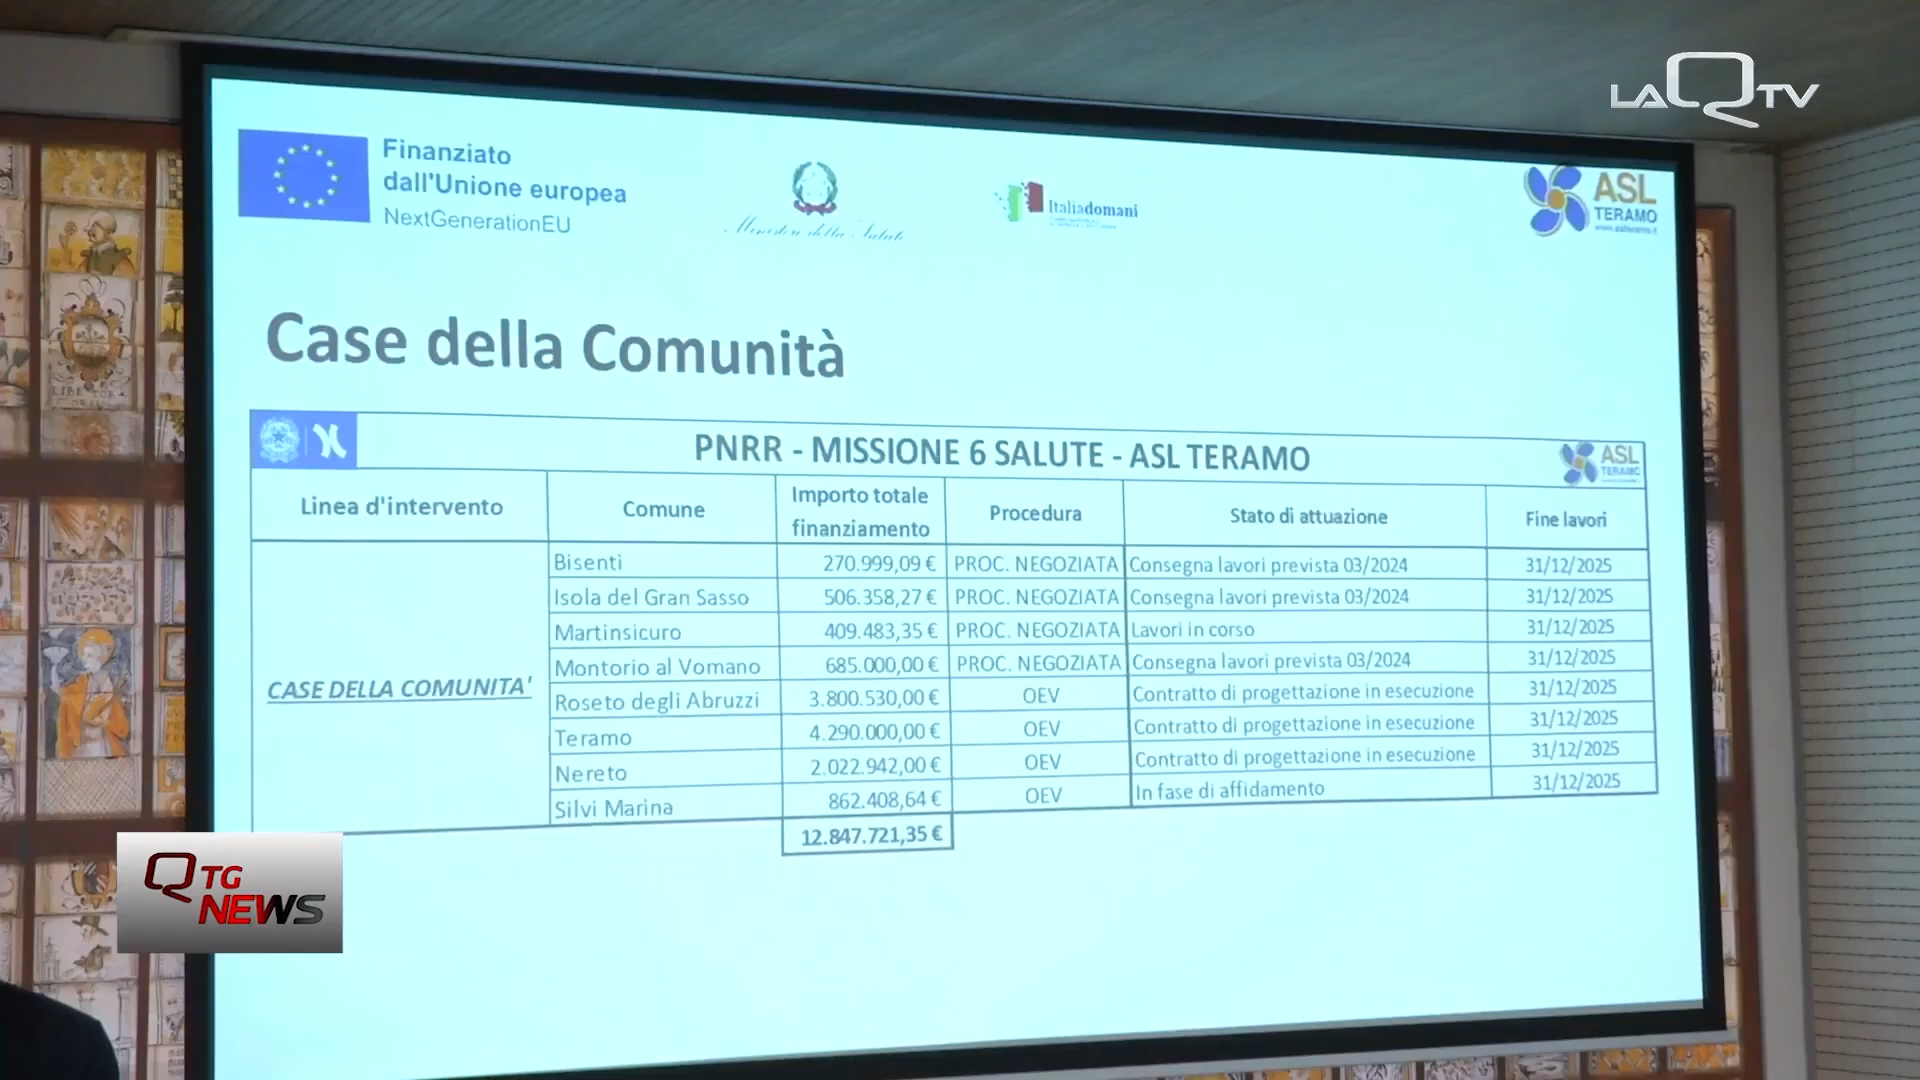 LAQTV
Finanziato
dall'Unione europea
NextGenerationEU
Ministero della Salute
Italiadomani
ASL
TERAMO
www.aslteramo.it
Case della Comunità
PNRR - MISSIONE 6 SALUTE - ASL TERAMO
ASL
TERAMO
Linea d'intervento Comune Importo totale finanziamento Procedura Stato di attuazione Fine lavori
CASE DELLA COMUNITA'
Bisenti 270.999,09 € PROC. NEGOZIATA Consegna lavori prevista 03/2024 31/12/2025
Isola del Gran Sasso 506.358,27 € PROC. NEGOZIATA Consegna lavori prevista 03/2024 31/12/2025
Martinsicuro 409.483,35 € PROC. NEGOZIATA Lavori in corso 31/12/2025
Montorio al Vomano 685.000,00 € PROC. NEGOZIATA Consegna lavori prevista 03/2024 31/12/2025
Roseto degli Abruzzi 3.800.530,00 € OEV Contratto di progettazione in esecuzione 31/12/2025
Teramo 4.290.000,00 € OEV Contratto di progettazione in esecuzione 31/12/2025
Nereto 2.022.942,00 € OEV Contratto di progettazione in esecuzione 31/12/2025
Silvi Marina 862.408,64 € OEV In fase di affidamento 31/12/2025
12.847.721,35 €
QTG
NEWS